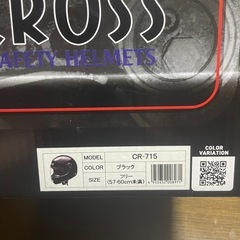 CROSS
SAFETY HELMETS
COLOR
VARIATION
MODEL CR-715
COLOR ブラック
SIZE フリー
(57-60cm未満)